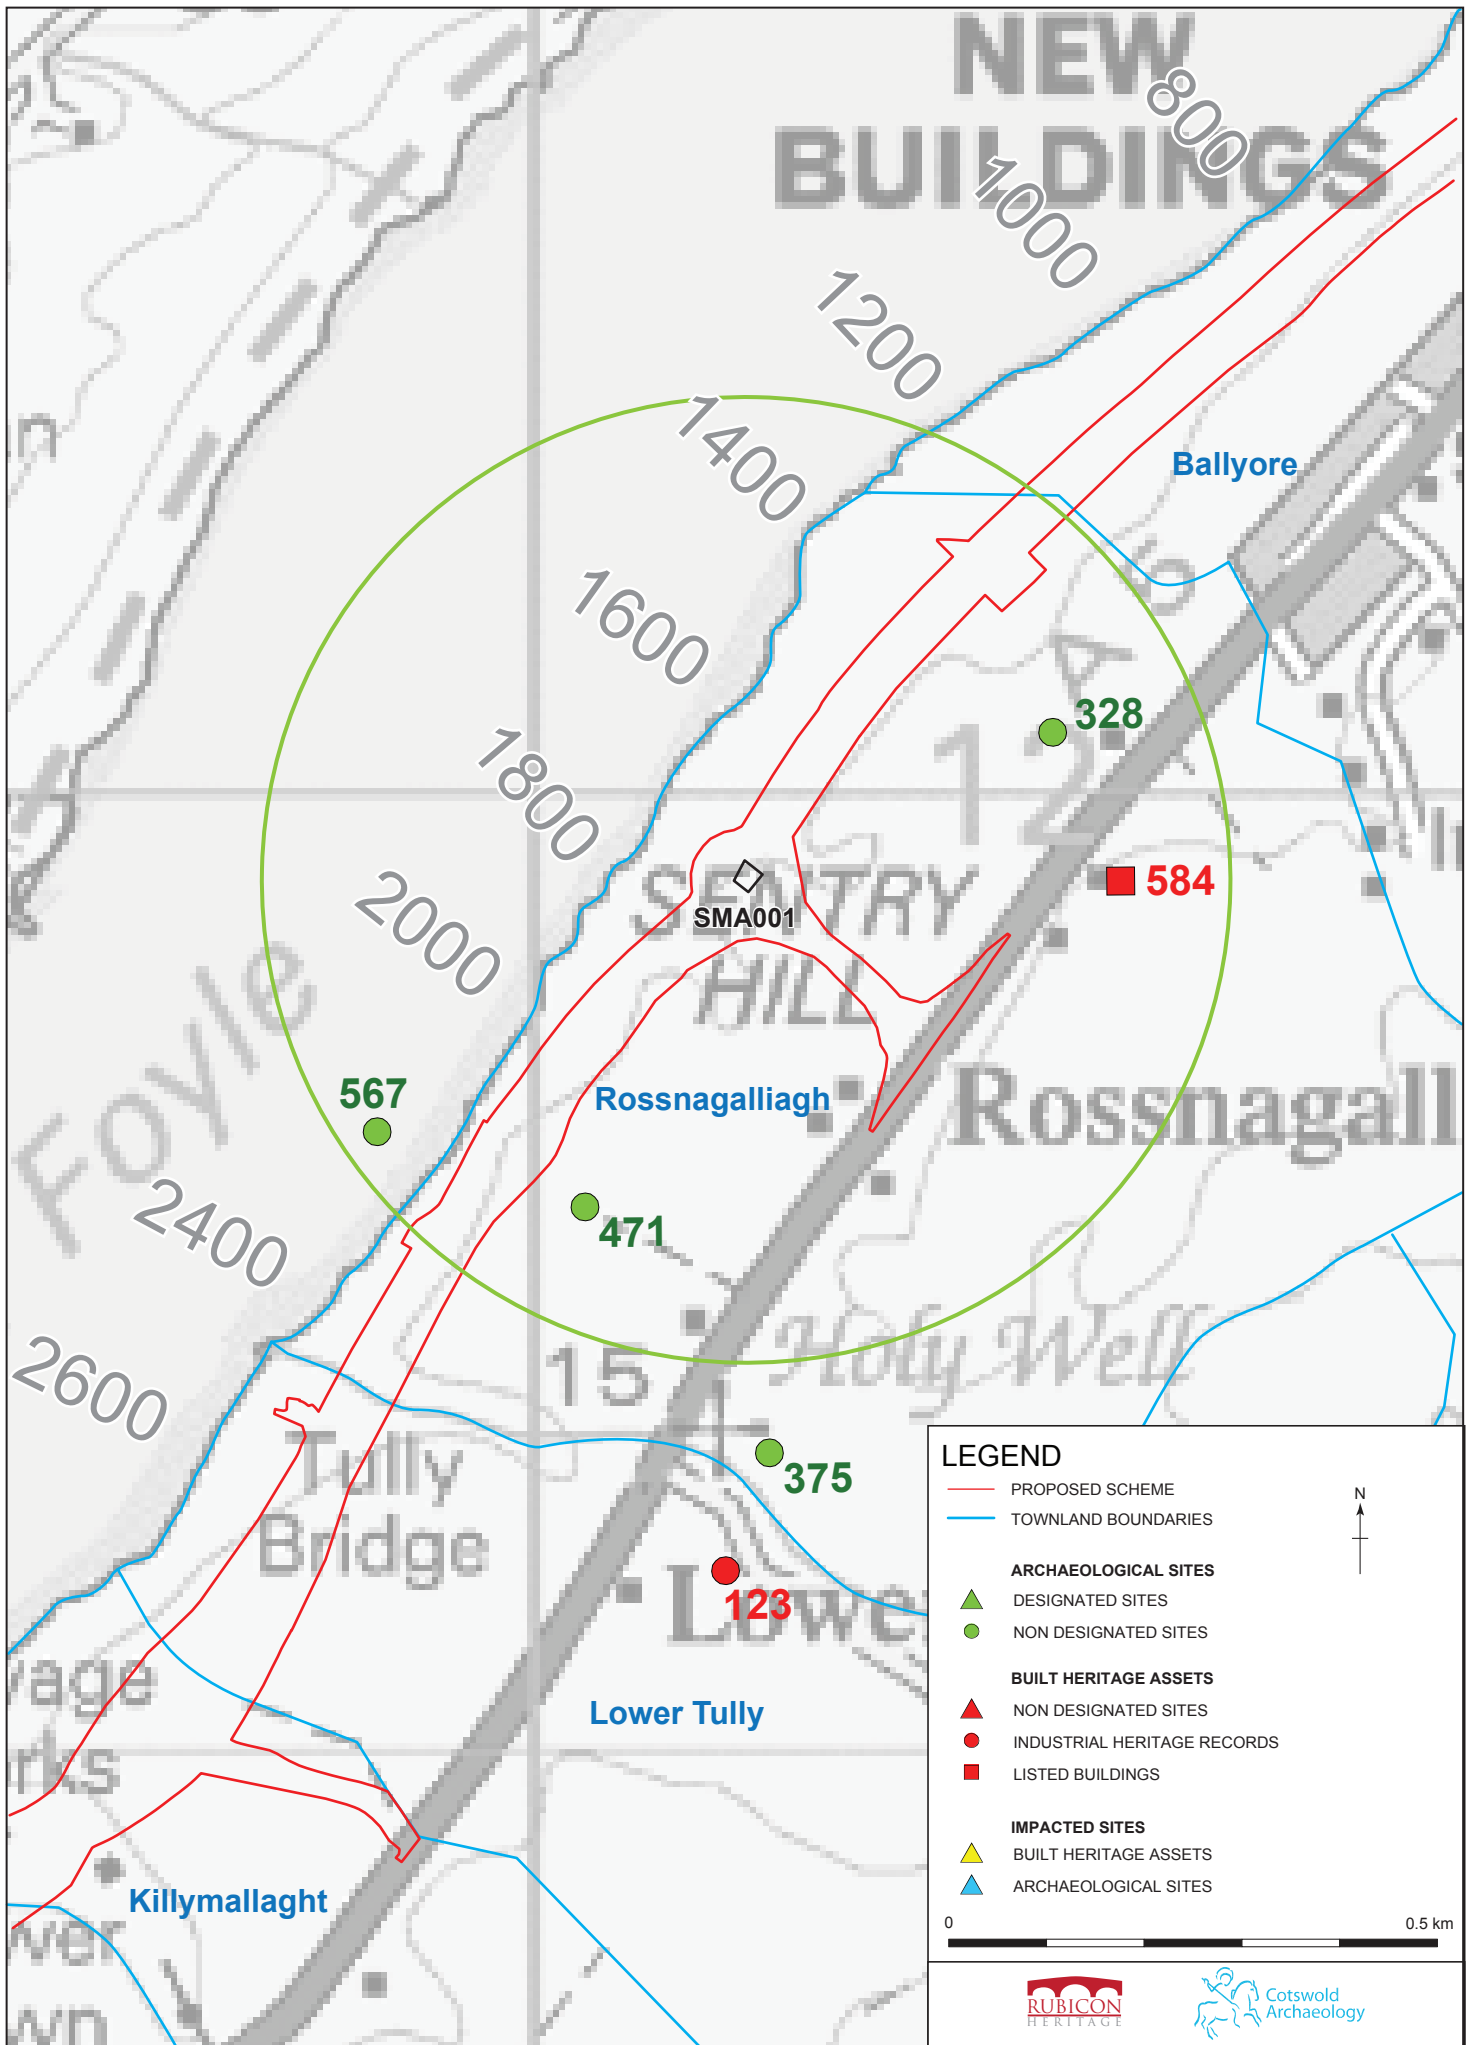 NEW
BUILDINGS
800
1000
1200
1400
1600
1800
2000
2400
2600
Ballyore
A 5
328
12
584
SENTRY
SMA001
HILL
Foyle
567
Rossnagalliagh
Rossnagall
471
Holy Well
15
375
Tully
Bridge
123
Lowe
Lower Tully
Killymallaght
LEGEND
PROPOSED SCHEME
TOWNLAND BOUNDARIES
N
ARCHAEOLOGICAL SITES
DESIGNATED SITES
NON DESIGNATED SITES
BUILT HERITAGE ASSETS
NON DESIGNATED SITES
INDUSTRIAL HERITAGE RECORDS
LISTED BUILDINGS
IMPACTED SITES
BUILT HERITAGE ASSETS
ARCHAEOLOGICAL SITES
0 0.5 km
RUBICON
HERITAGE
Cotswold
Archaeology